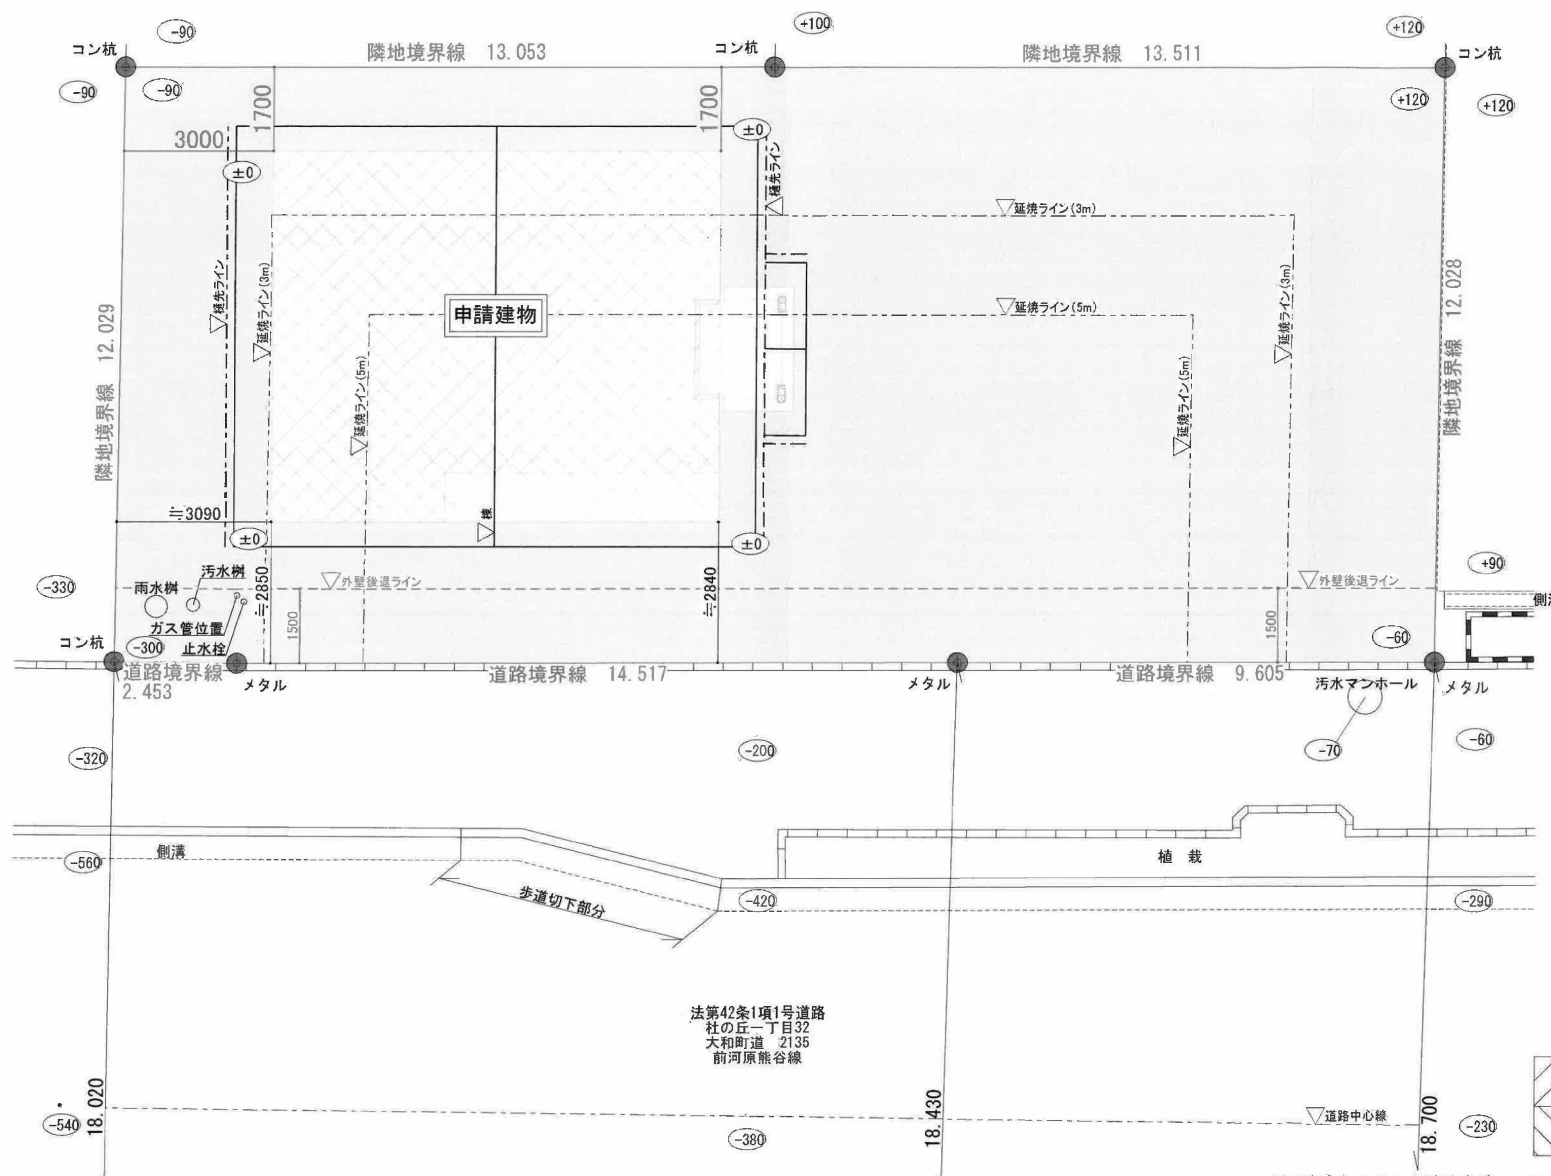 -90
+100
+120
コン杭
隣地境界線 13.053
コン杭
隣地境界線 13.511
コン杭
-90
-90
1700
1700
+120
+120
3000
±0
±0
樋先ライン
延焼ライン(3m)
樋先ライン
延焼ライン(3m)
延焼ライン(3m)
隣地境界線 12.029
申請建物
延焼ライン(5m)
隣地境界線 12.028
延焼ライン(5m)
延焼ライン(5m)
≒3090
棟
±0
±0
-330
雨水桝
汚水桝
≒2850
外壁後退ライン
≒2840
外壁後退ライン
+90
側溝
ガス管位置
1500
1500
コン杭
-300
止水栓
-60
道路境界線
2.453
メタル
道路境界線 14.517
メタル
道路境界線 9.605
汚水マンホール
メタル
-320
-200
-70
-60
側溝
植 栽
-560
歩道切下部分
-420
-290
法第42条1項1号道路
杜の丘一丁目32
大和町道 2135
前河原熊谷線
18.020
18.430
18.700
道路中心線
-540
-380
-230